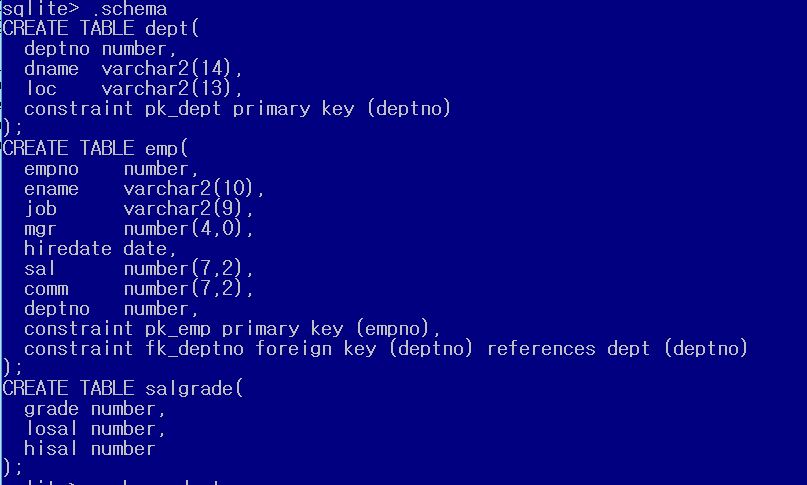 sqlite> .schema
CREATE TABLE dept(
  deptno number,
  dname  varchar2(14),
  loc    varchar2(13),
  constraint pk_dept primary key (deptno)
);
CREATE TABLE emp(
  empno    number,
  ename    varchar2(10),
  job      varchar2(9),
  mgr      number(4,0),
  hiredate date,
  sal      number(7,2),
  comm     number(7,2),
  deptno   number,
  constraint pk_emp primary key (empno),
  constraint fk_deptno foreign key (deptno) references dept (deptno)
);
CREATE TABLE salgrade(
  grade number,
  losal number,
  hisal number
);